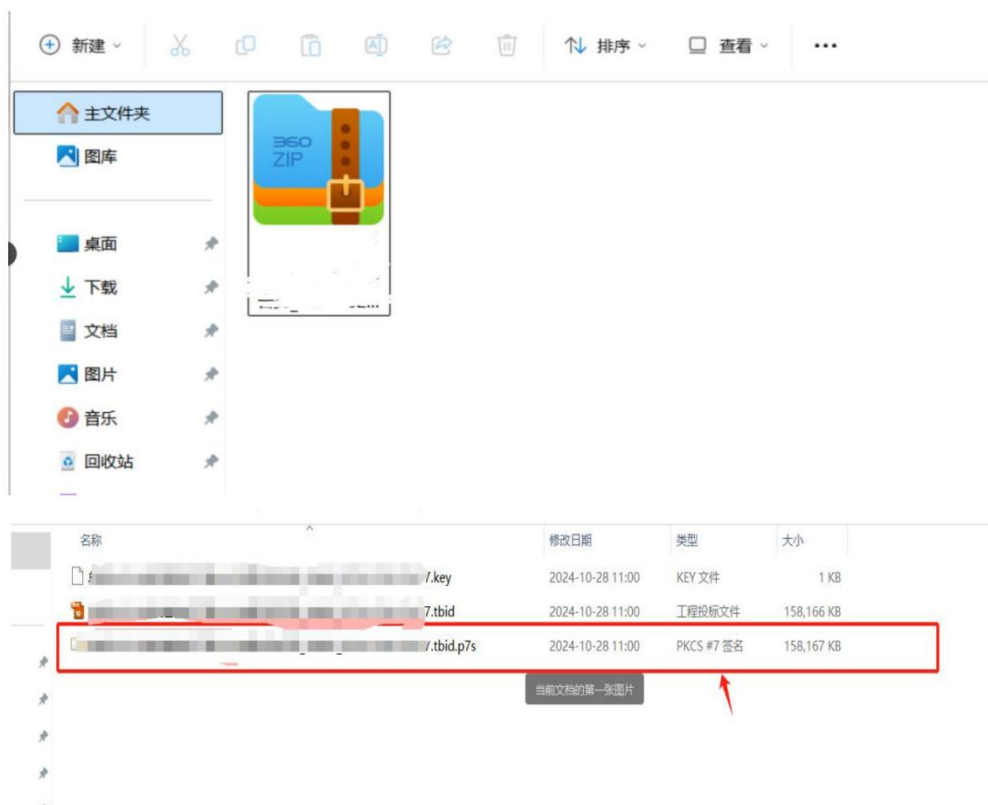 新建
排序
查看
主文件夹
360
ZIP
图库
桌面
下载
文档
图片
音乐
回收站
名称 修改日期 类型 大小
7.key 2024-10-28 11:00 KEY 文件 1 KB
7.tbid 2024-10-28 11:00 工程投标文件 158,166 KB
7.tbid.p7s 2024-10-28 11:00 PKCS #7 签名 158,167 KB
当前文档的第一张图片